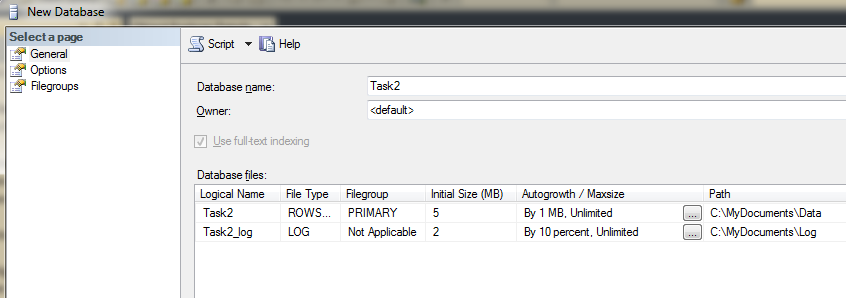 New Database
Select a page
General
Options
Filegroups
Script Help
Database name: Task2
Owner: <default>
Use full-text indexing
Database files:
Logical Name File Type Filegroup Initial Size (MB) Autogrowth / Maxsize Path
Task2 ROWS... PRIMARY 5 By 1 MB, Unlimited ... C:\MyDocuments\Data
Task2_log LOG Not Applicable 2 By 10 percent, Unlimited ... C:\MyDocuments\Log